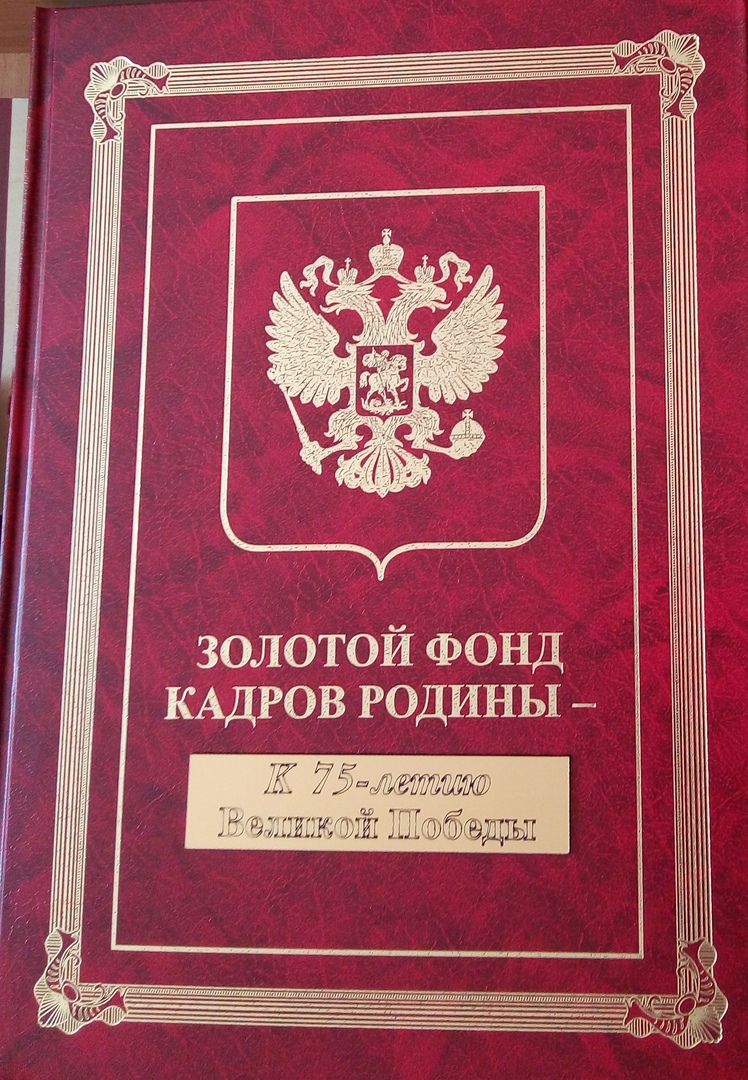 ЗОЛОТОЙ ФОНД
КАДРОВ РОДИНЫ –
К 75-летию
Великой Победы